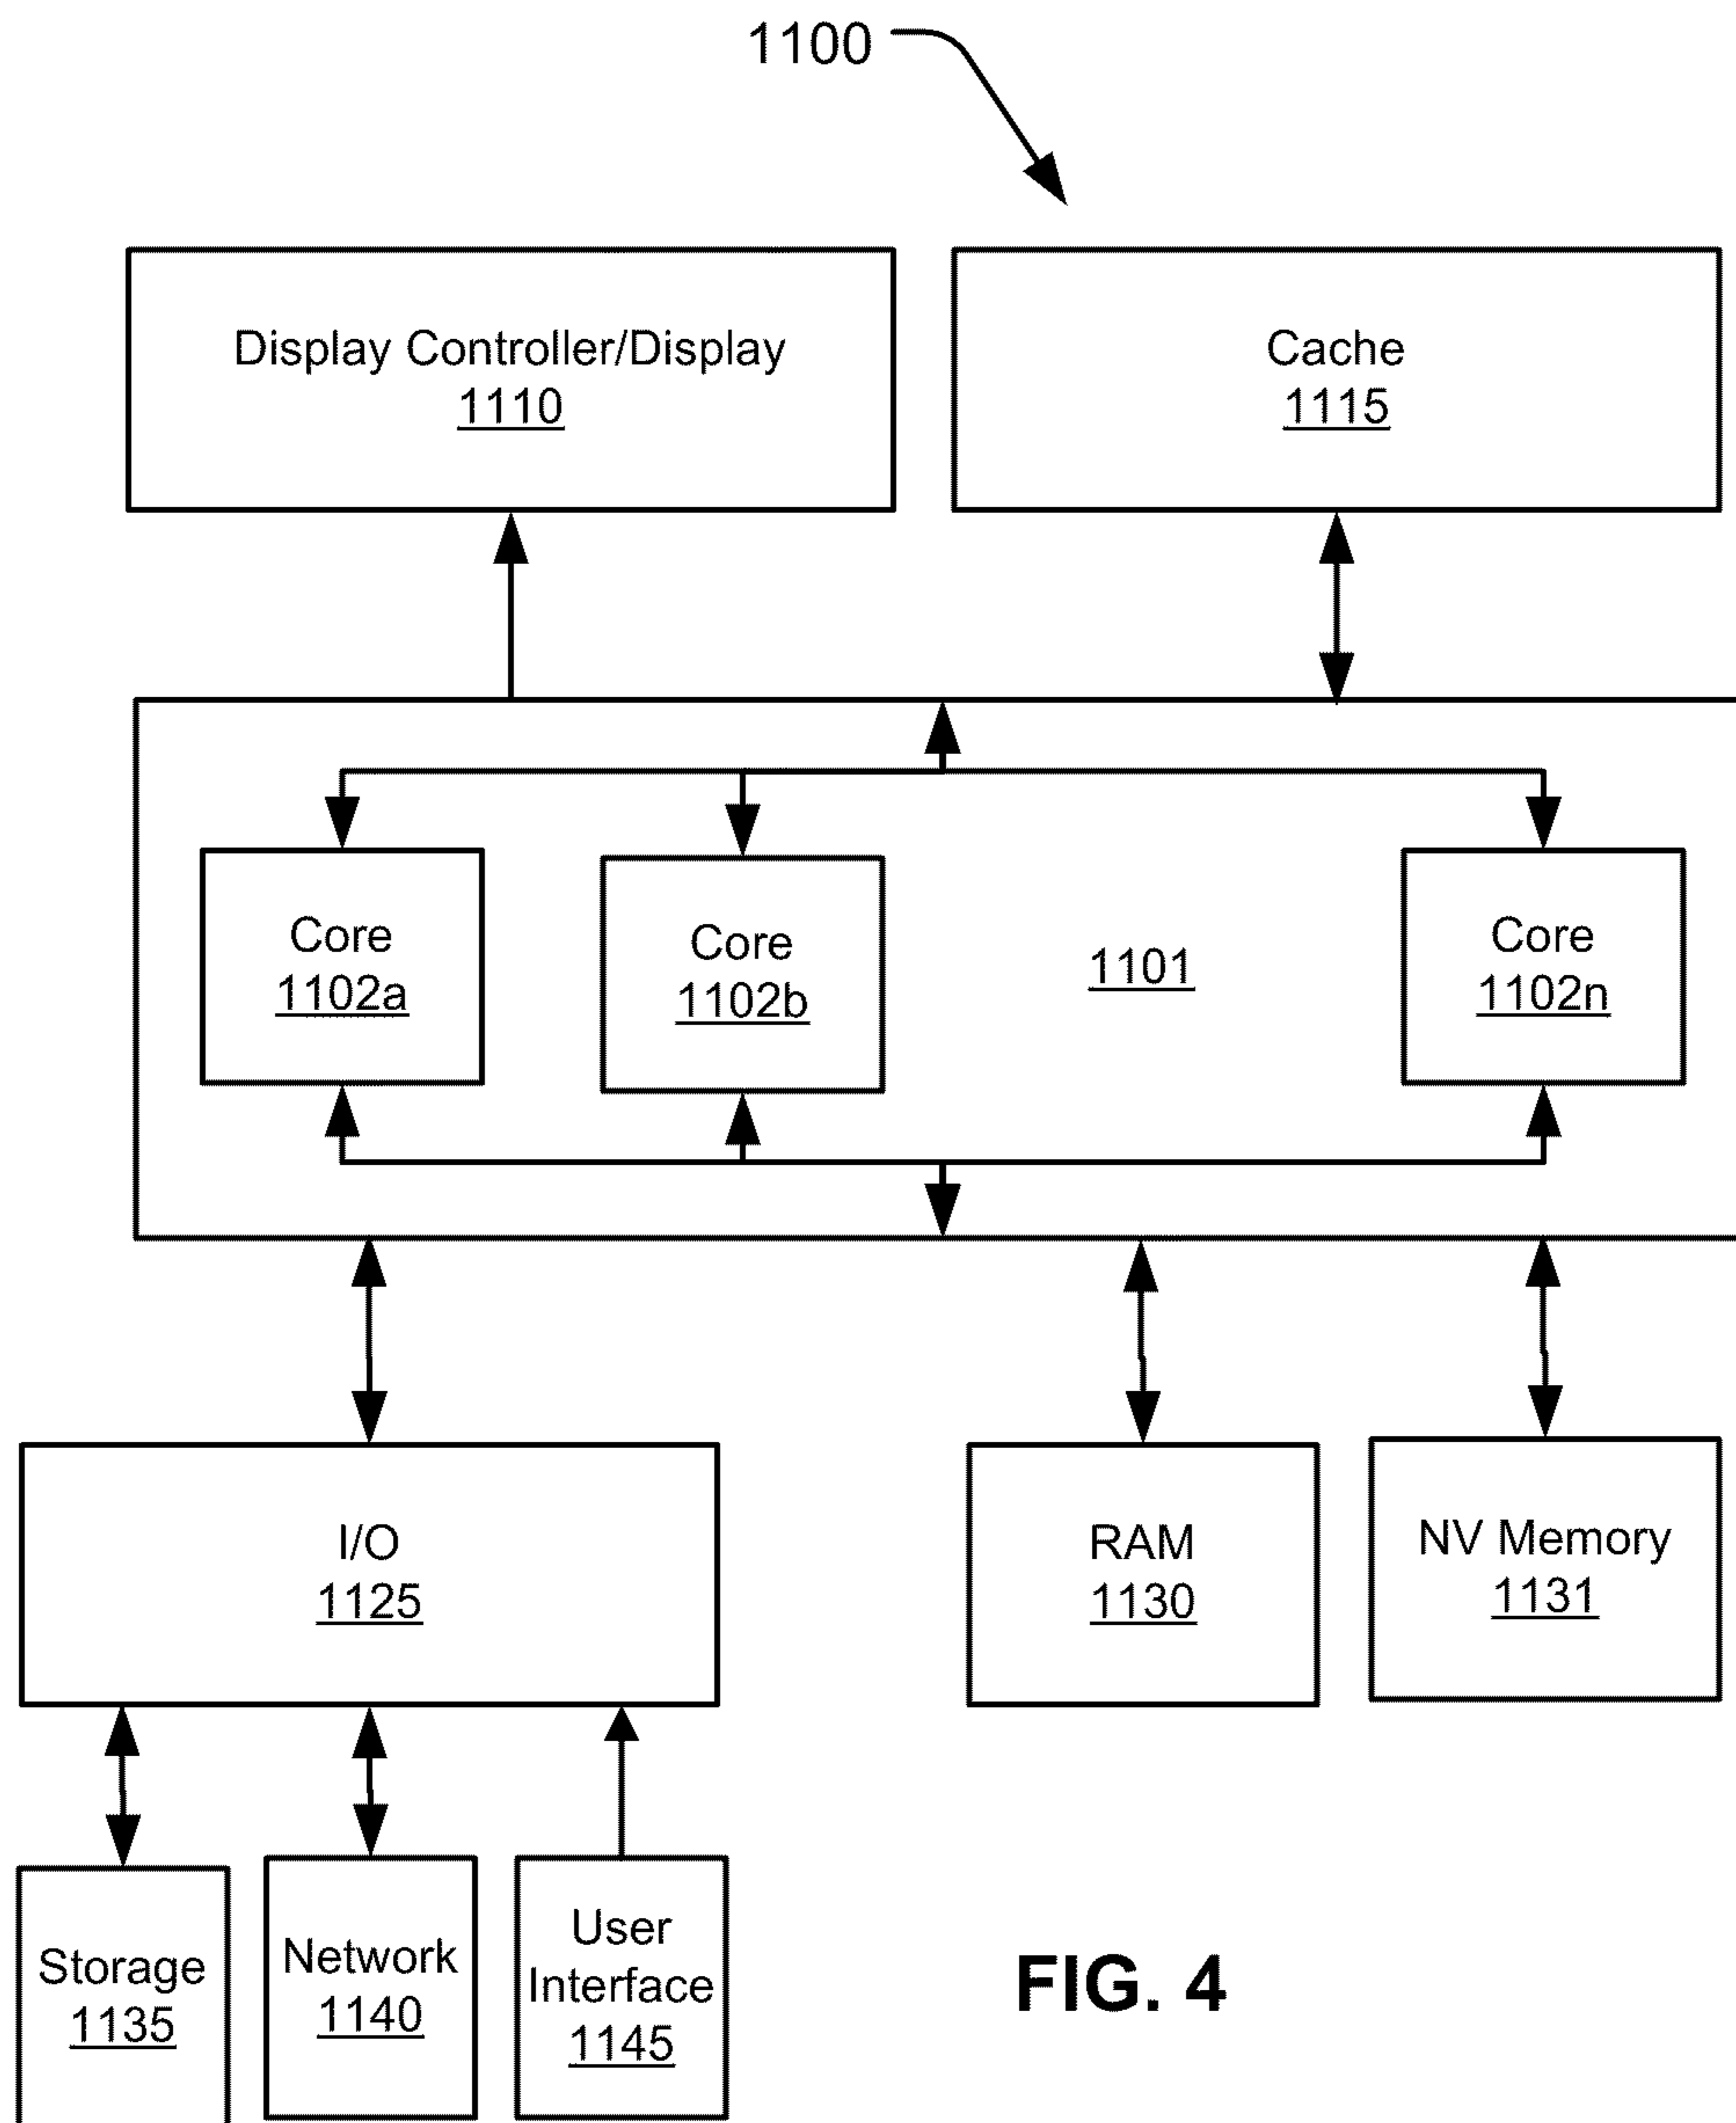 1100
Display Controller/Display
1110
Cache
1115
Core
1102a
Core
1102b
1101
Core
1102n
I/O
1125
RAM
1130
NV Memory
1131
Storage
1135
Network
1140
User
Interface
1145
FIG. 4